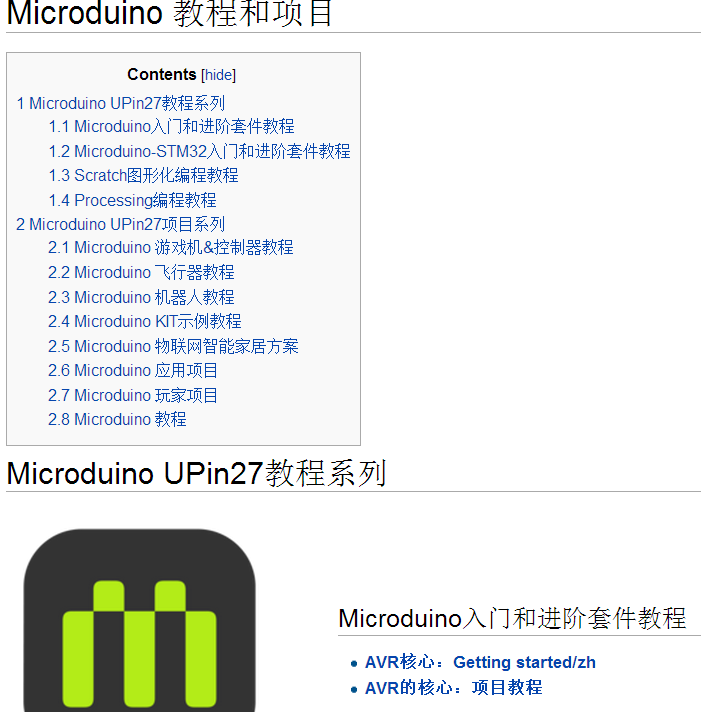 Microduino 教程和项目
Contents [hide]
1 Microduino UPin27教程系列
1.1 Microduino入门和进阶套件教程
1.2 Microduino-STM32入门和进阶套件教程
1.3 Scratch图形化编程教程
1.4 Processing编程教程
2 Microduino UPin27项目系列
2.1 Microduino 游戏机&控制器教程
2.2 Microduino 飞行器教程
2.3 Microduino 机器人教程
2.4 Microduino KIT示例教程
2.5 Microduino 物联网智能家居方案
2.6 Microduino 应用项目
2.7 Microduino 玩家项目
2.8 Microduino 教程
Microduino UPin27教程系列
Microduino入门和进阶套件教程
AVR核心：Getting started/zh
AVR的核心：项目教程